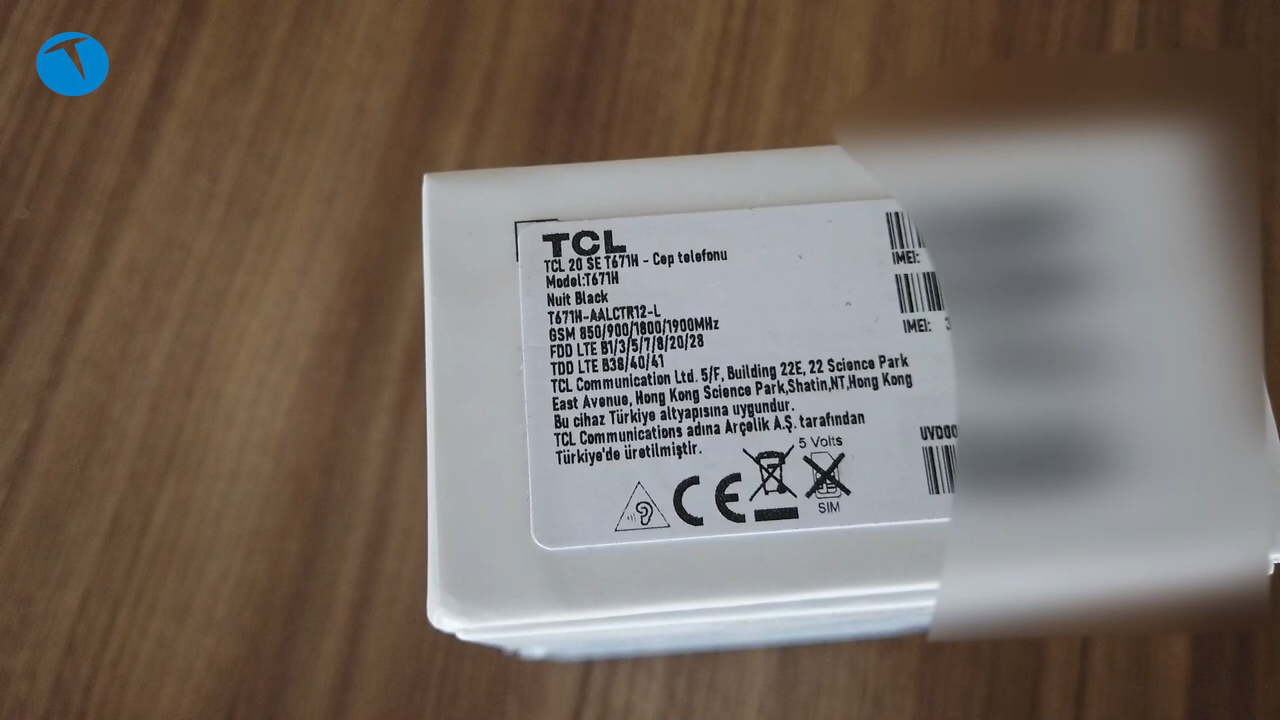 TCL
TCL 20 SE T671H - Cep telefonu
Model:T671H
Nuit Black
T671H-AALCTR12-L
GSM 850/900/1800/1900MHz
FDD LTE B1/3/5/7/8/20/28
TDD LTE B38/40/41
TCL Communication Ltd. 5/F, Building 22E, 22 Science Park
East Avenue, Hong Kong Science Park,Shatin,NT,Hong Kong
Bu cihaz Türkiye altyapısına uygundur.
TCL Communications adına Arçelik A.Ş. tarafından
Türkiye'de üretilmiştir.
5 Volts
CE
SIM
IMEI:
IMEI: 3